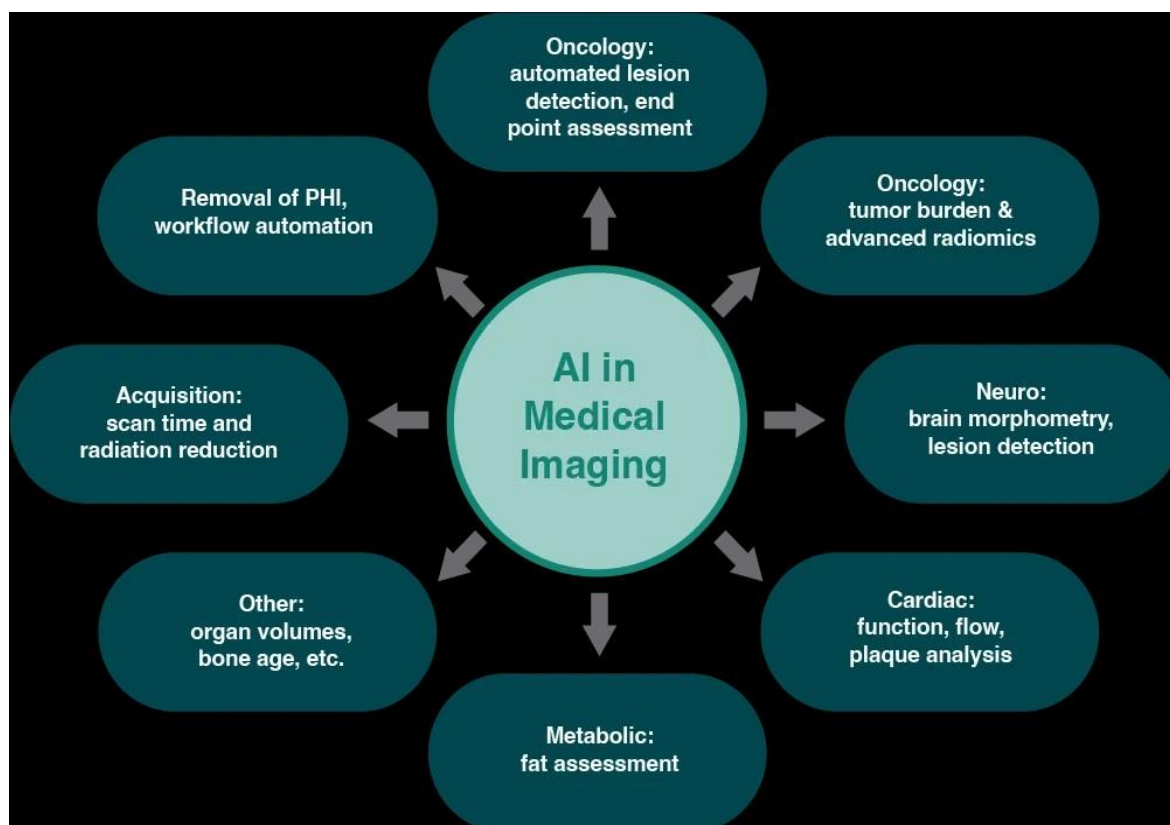 Oncology:
automated lesion
detection, end
point assessment
Removal of PHI,
workflow automation
Oncology:
tumor burden &
advanced radiomics
AI in
Medical
Imaging
Acquisition:
scan time and
radiation reduction
Neuro:
brain morphometry,
lesion detection
Other:
organ volumes,
bone age, etc.
Cardiac:
function, flow,
plaque analysis
Metabolic:
fat assessment